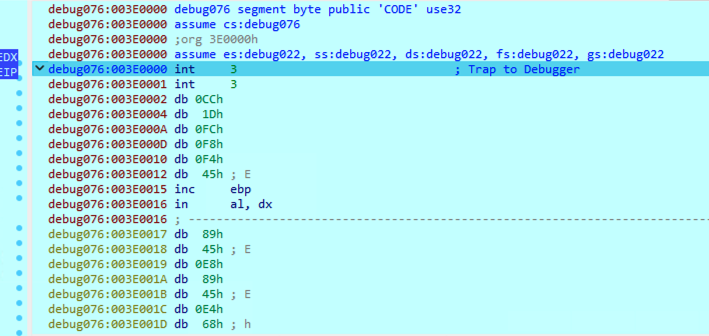 debug076:003E0000 debug076 segment byte public 'CODE' use32
debug076:003E0000 assume cs:debug076
debug076:003E0000 ;org 3E0000h
debug076:003E0000 assume es:debug022, ss:debug022, ds:debug022, fs:debug022, gs:debug022
EDX
EIP
debug076:003E0000 int 3 ; Trap to Debugger
debug076:003E0001 int 3
debug076:003E0002 db 0CCh
debug076:003E0004 db 1Dh
debug076:003E000A db 0FCh
debug076:003E000D db 0F8h
debug076:003E0010 db 0F4h
debug076:003E0012 db 45h ; E
debug076:003E0015 inc ebp
debug076:003E0016 in al, dx
debug076:003E0016 ; ---------------------------------------------------------------------------
debug076:003E0017 db 89h
debug076:003E0018 db 45h ; E
debug076:003E0019 db 0E8h
debug076:003E001A db 89h
debug076:003E001B db 45h ; E
debug076:003E001C db 0E4h
debug076:003E001D db 68h ; h